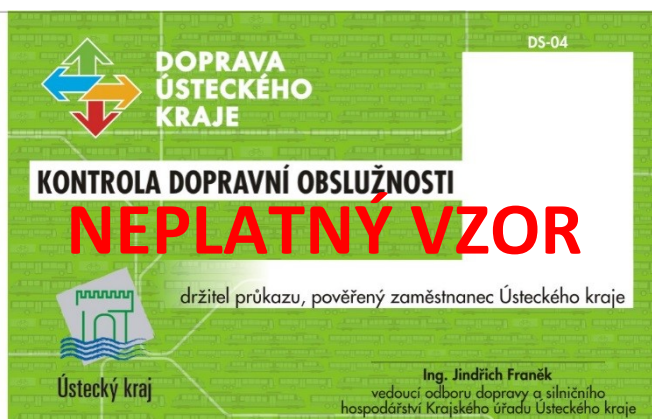 DS-04
DOPRAVA
ÚSTECKÉHO
KRAJE
KONTROLA DOPRAVNÍ OBSLUŽNOSTI
NEPLATNÝ VZOR
držitel průkazu, pověřený zaměstnanec Ústeckého kraje
Ústecký kraj
Ing. Jindřich Franěk
vedoucí odboru dopravy a silničního
hospodářství Krajského úřadu Ústeckého kraje